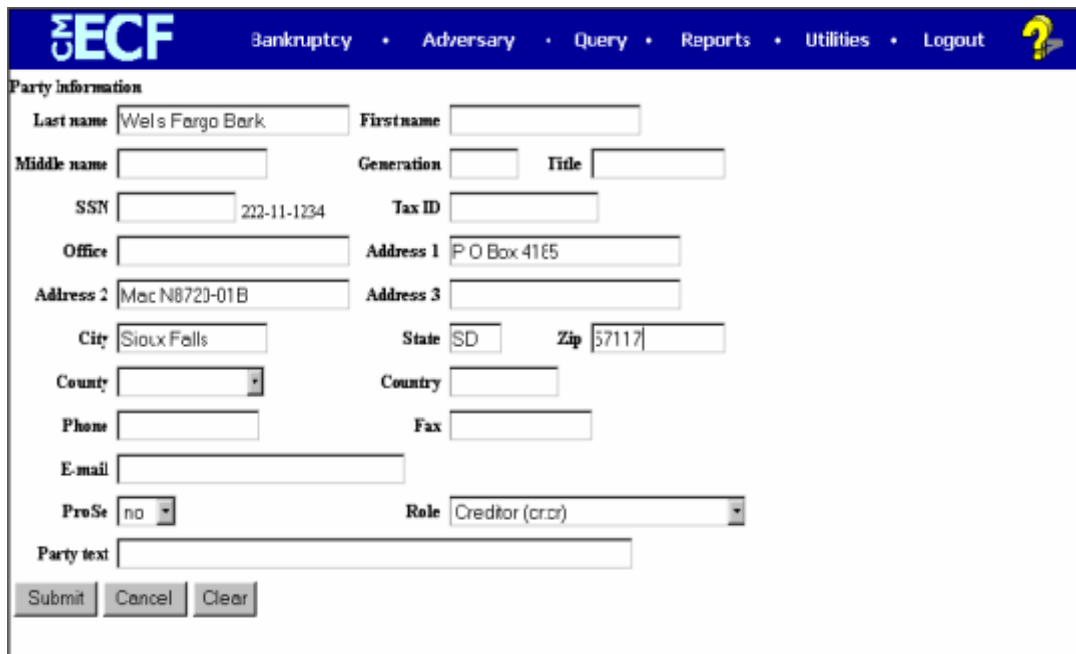 CM ECF Bankruptcy • Adversary • Query • Reports • Utilities • Logout ?
Party Information
Last name Wells Fargo Bank First name
Middle name Generation Title
SSN 222-11-1234 Tax ID
Office Address 1 P O Box 4165
Address 2 Mac N8720-01B Address 3
City Sioux Falls State SD Zip 57117
County Country
Phone Fax
E-mail
ProSe no Role Creditor (cr:cr)
Party text
Submit Cancel Clear